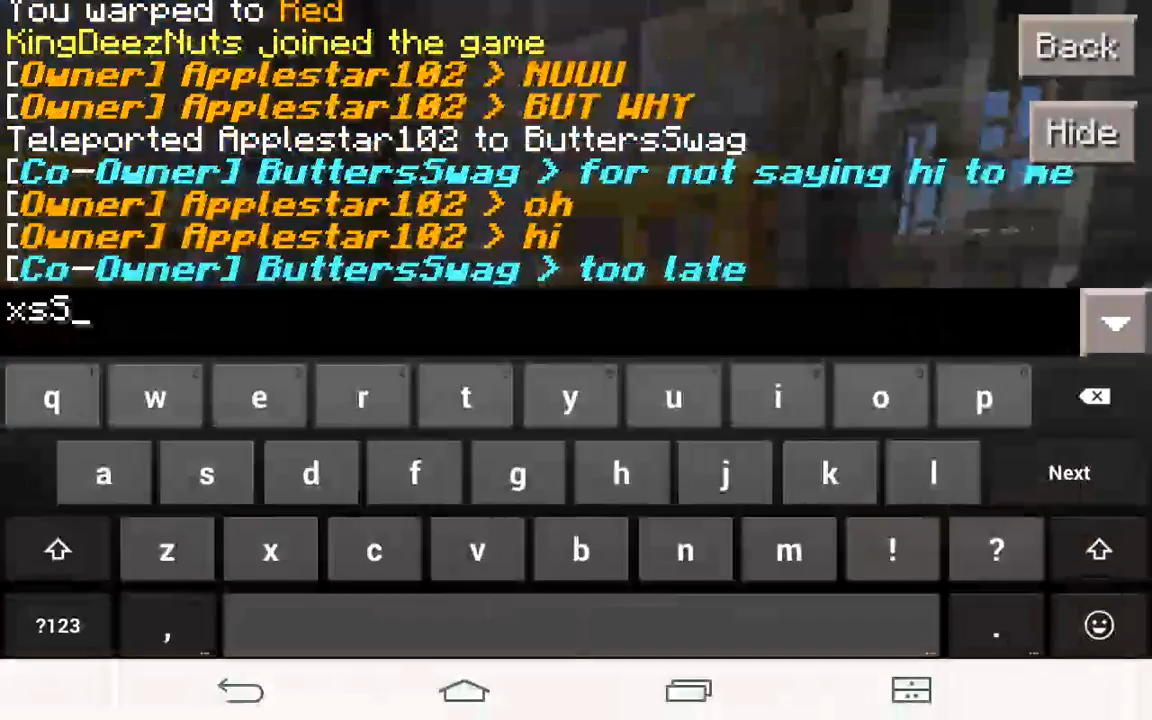 You warped to Red
KingDeezNuts joined the game
[Owner] Applestar102 > NUUU
[Owner] Applestar102 > BUT WHY
Teleported Applestar102 to ButtersSwag
[Co-Owner] ButtersSwag > for not saying hi to me
[Owner] Applestar102 > oh
[Owner] Applestar102 > hi
[Co-Owner] ButtersSwag > too late
Back
Hide
xsS_
q w e r t y u i o p
a s d f g h j k l Next
z x c v b n m ! ?
?123 , .